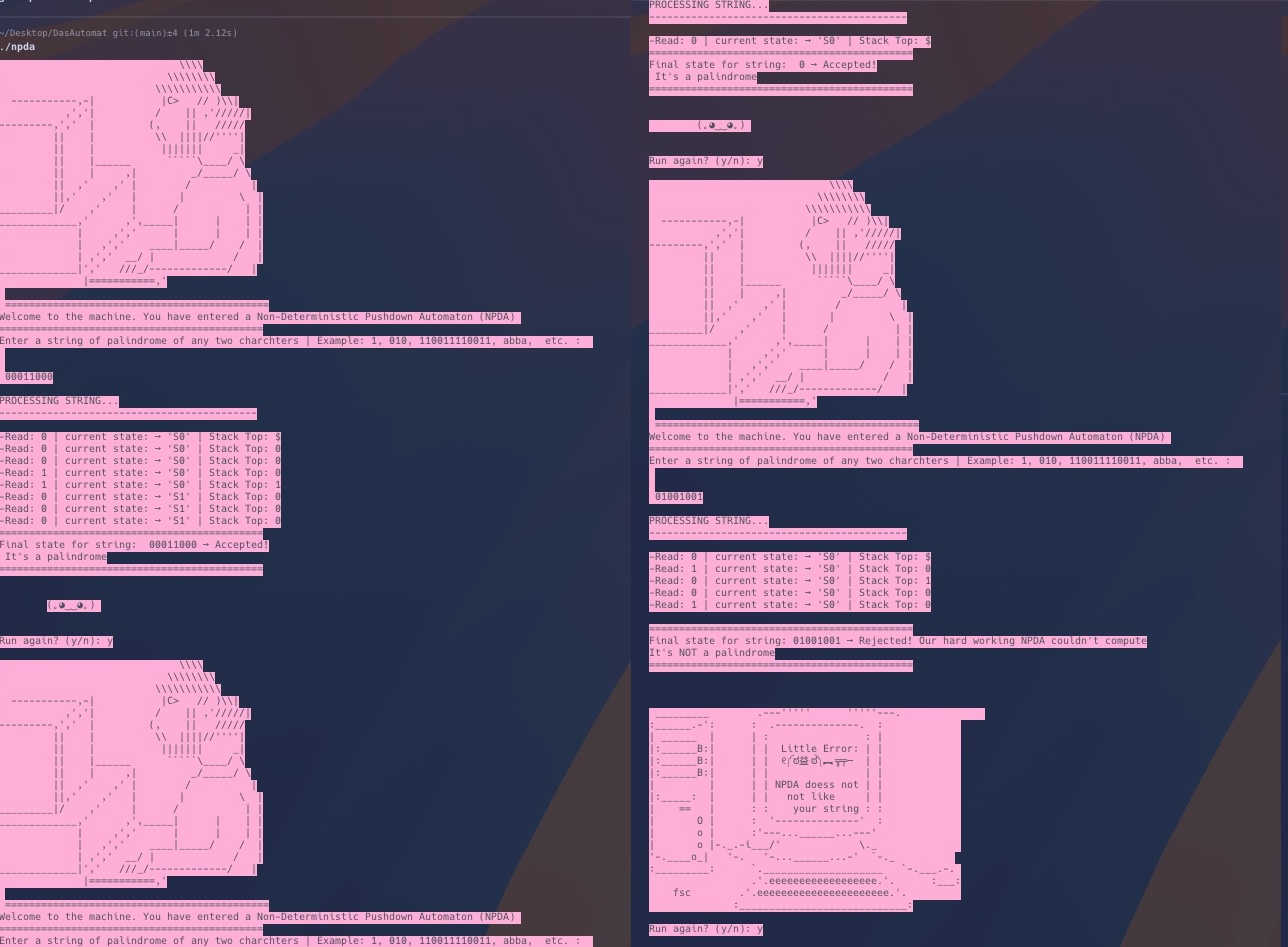 ~/Desktop/DasAutomat git:(main)±4 (1m 2.12s)
./npda
|C>
=====================================
Welcome to the machine. You have entered a Non-Deterministic Pushdown Automaton (NPDA)
=====================================
Enter a string of palindrome of any two charchters | Example: 1, 010, 110011110011, abba,  etc. :
00011000
PROCESSING STRING...
-------------------------------------
-Read: 0 | current state: → 'S0' | Stack Top: $
-Read: 0 | current state: → 'S0' | Stack Top: 0
-Read: 0 | current state: → 'S0' | Stack Top: 0
-Read: 1 | current state: → 'S0' | Stack Top: 0
-Read: 1 | current state: → 'S0' | Stack Top: 1
-Read: 0 | current state: → 'S1' | Stack Top: 0
-Read: 0 | current state: → 'S1' | Stack Top: 0
-Read: 0 | current state: → 'S1' | Stack Top: 0
=====================================
Final state for string:  00011000 → Accepted!
It's a palindrome
=====================================
(｡◕‿‿◕｡)
Run again? (y/n): y
|C>
=====================================
Welcome to the machine. You have entered a Non-Deterministic Pushdown Automaton (NPDA)
=====================================
Enter a string of palindrome of any two charchters | Example: 1, 010, 110011110011, abba,  etc. :
PROCESSING STRING...
-------------------------------------
-Read: 0 | current state: → 'S0' | Stack Top: $
=====================================
Final state for string:  0 → Accepted!
It's a palindrome
=====================================
(｡◕‿‿◕｡)
Run again? (y/n): y
|C>
=====================================
Welcome to the machine. You have entered a Non-Deterministic Pushdown Automaton (NPDA)
=====================================
Enter a string of palindrome of any two charchters | Example: 1, 010, 110011110011, abba,  etc. :
01001001
PROCESSING STRING...
-------------------------------------
-Read: 0 | current state: → 'S0' | Stack Top: $
-Read: 1 | current state: → 'S0' | Stack Top: 0
-Read: 0 | current state: → 'S0' | Stack Top: 1
-Read: 0 | current state: → 'S0' | Stack Top: 0
-Read: 1 | current state: → 'S0' | Stack Top: 0
=====================================
Final state for string: 01001001 → Rejected! Our hard working NPDA couldn't compute
It's NOT a palindrome
=====================================
Little Error:
B:
B:
B:
NPDA doess not
not like
your string
==
O
o
o
fsc
eeeeeeeeeeeeeeeeee
eeeeeeeeeeeeeeeeeeeeee
Run again? (y/n): y